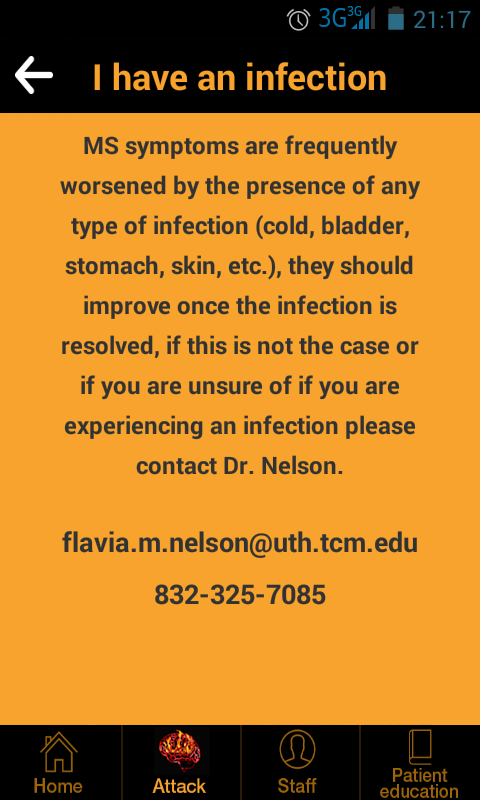 3G 3G 21:17
I have an infection
MS symptoms are frequently
worsened by the presence of any
type of infection (cold, bladder,
stomach, skin, etc.), they should
improve once the infection is
resolved, if this is not the case or
if you are unsure of if you are
experiencing an infection please
contact Dr. Nelson.
flavia.m.nelson@uth.tcm.edu
832-325-7085
Home
Attack
Staff
Patient
education